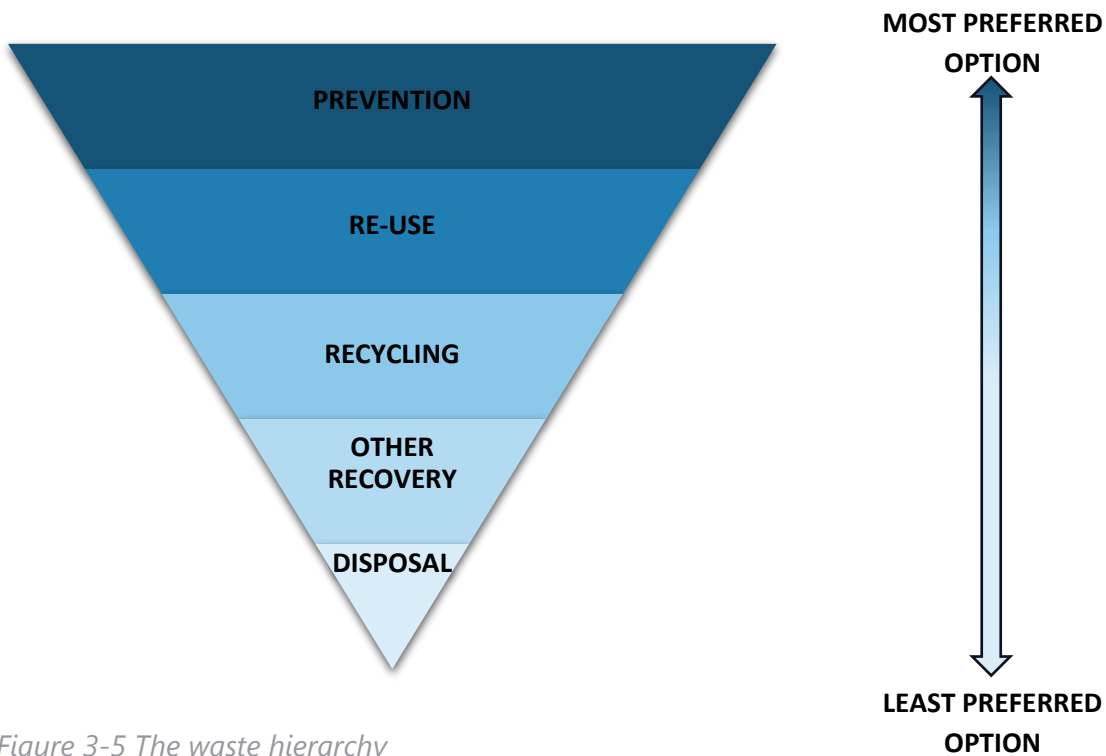 MOST PREFERRED
OPTION
PREVENTION
RE-USE
RECYCLING
OTHER
RECOVERY
DISPOSAL
LEAST PREFERRED
OPTION
Figure 3-5 The waste hierarchy